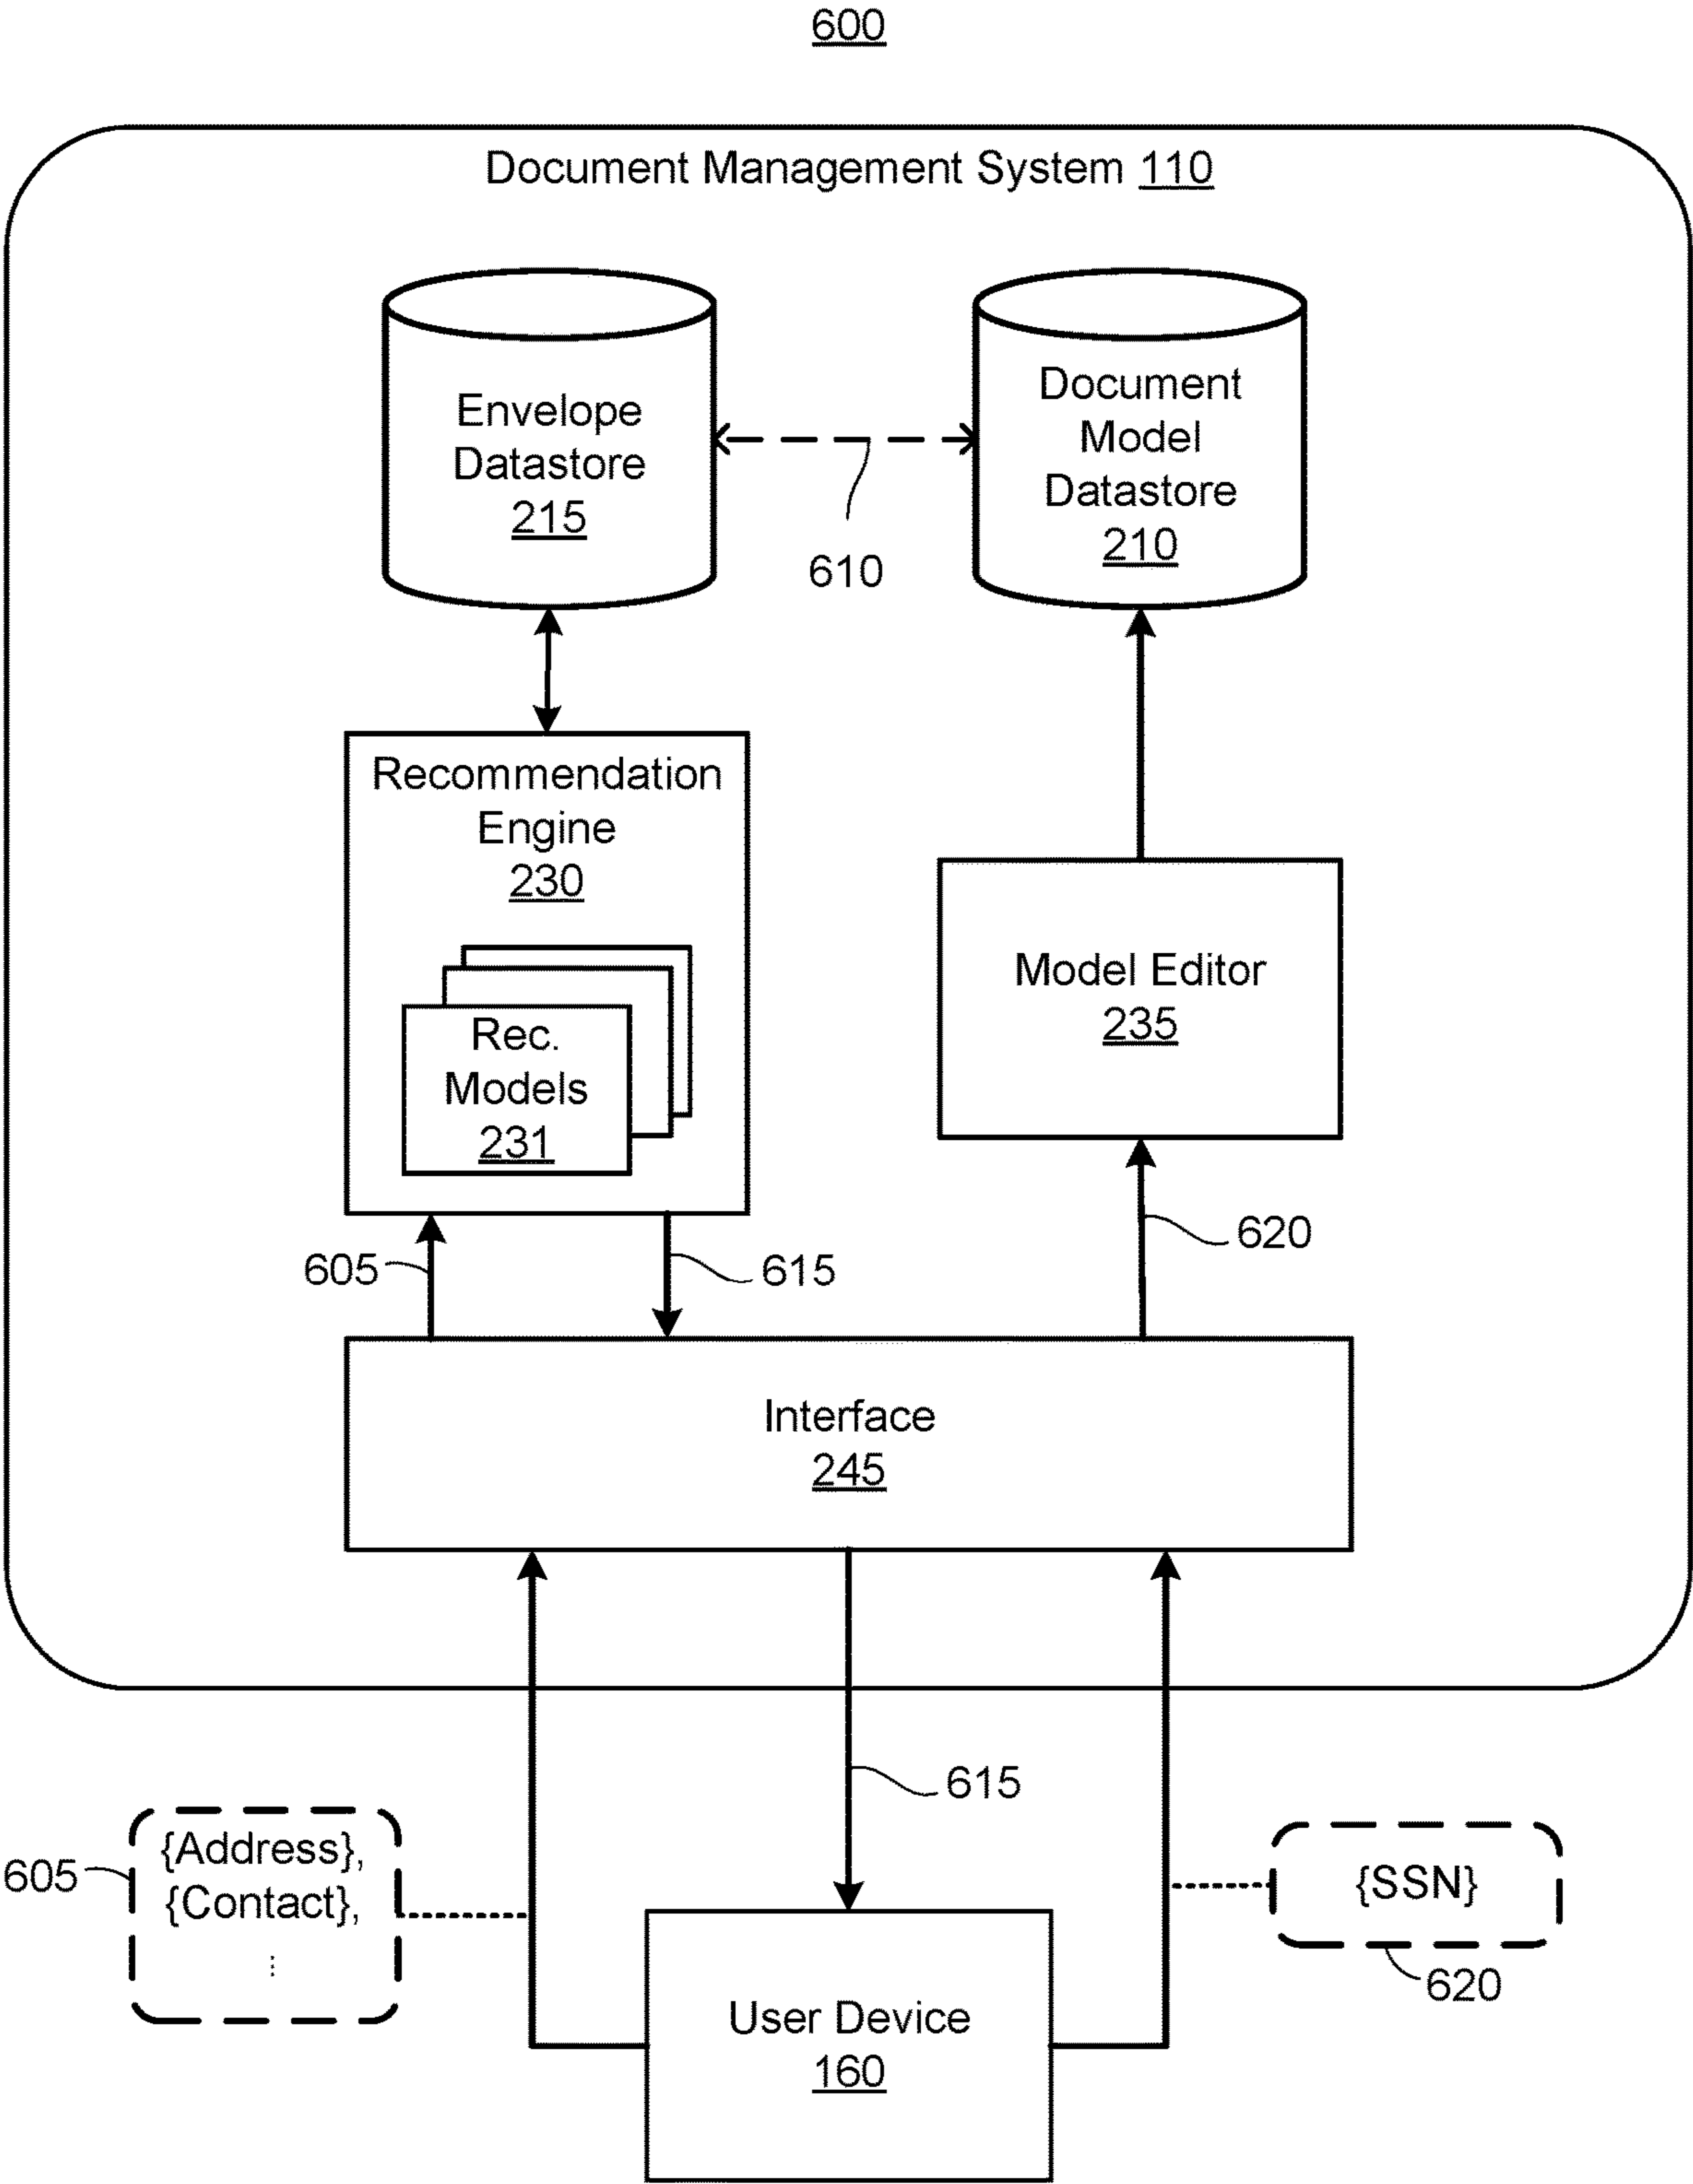 600
Document Management System 110
Envelope
Datastore
215
Document
Model
Datastore
210
610
Recommendation
Engine
230
Rec.
Models
231
Model Editor
235
605
615
620
Interface
245
615
605
{Address},
{Contact},
⋮
{SSN}
620
User Device
160